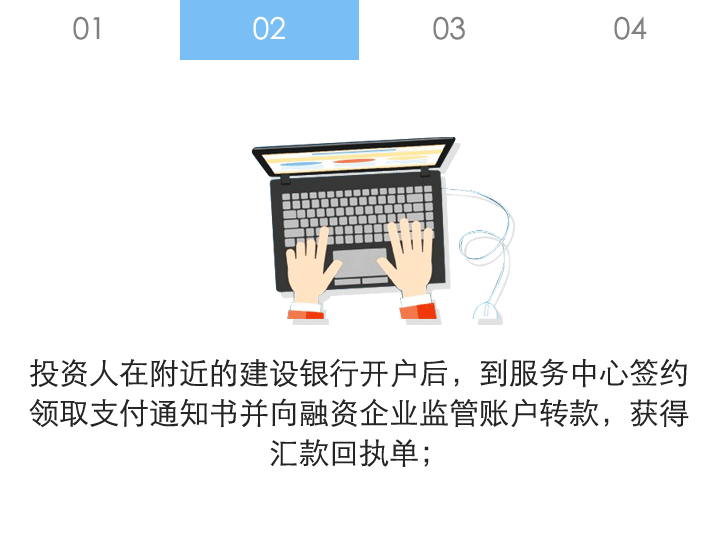 01 02 03 04
投资人在附近的建设银行开户后，到服务中心签约
领取支付通知书并向融资企业监管账户转款，获得
汇款回执单；